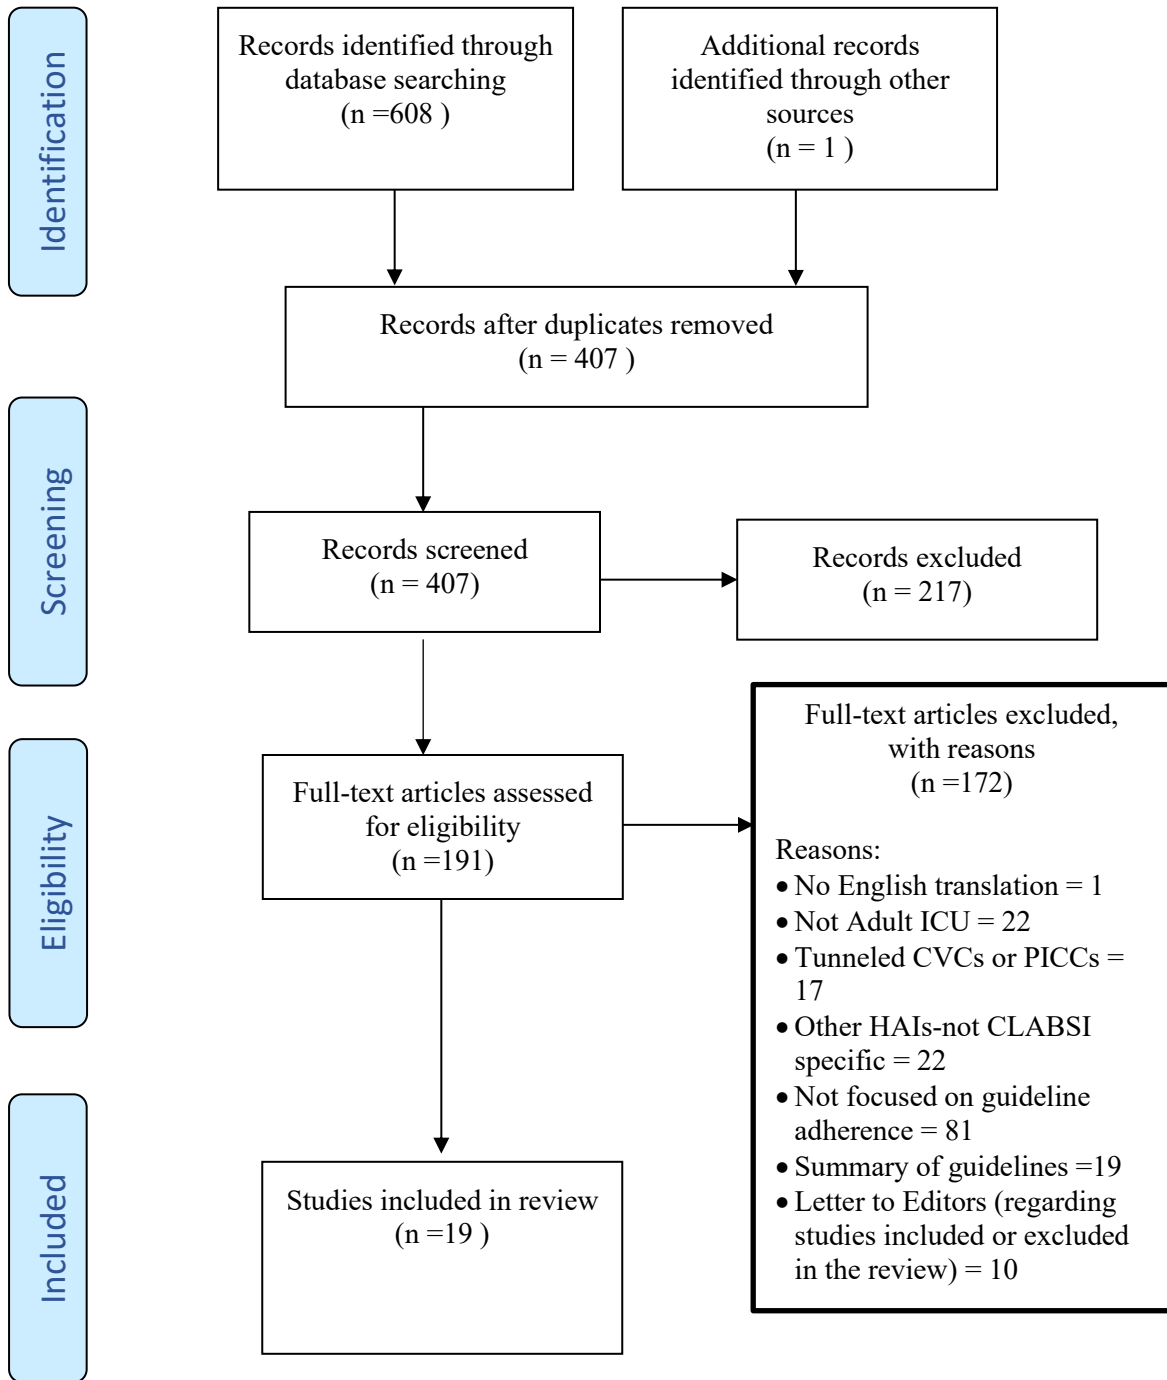 Identification
Records identified through
database searching
(n =608 )
Additional records
identified through other
sources
(n = 1 )
Records after duplicates removed
(n = 407 )
Screening
Records screened
(n = 407)
Records excluded
(n = 217)
Eligibility
Full-text articles assessed
for eligibility
(n =191)
Full-text articles excluded,
with reasons
(n =172)
Reasons:
• No English translation = 1
• Not Adult ICU = 22
• Tunneled CVCs or PICCs =
17
• Other HAIs-not CLABSI
specific = 22
• Not focused on guideline
adherence = 81
• Summary of guidelines =19
• Letter to Editors (regarding
studies included or excluded
in the review) = 10
Included
Studies included in review
(n =19 )